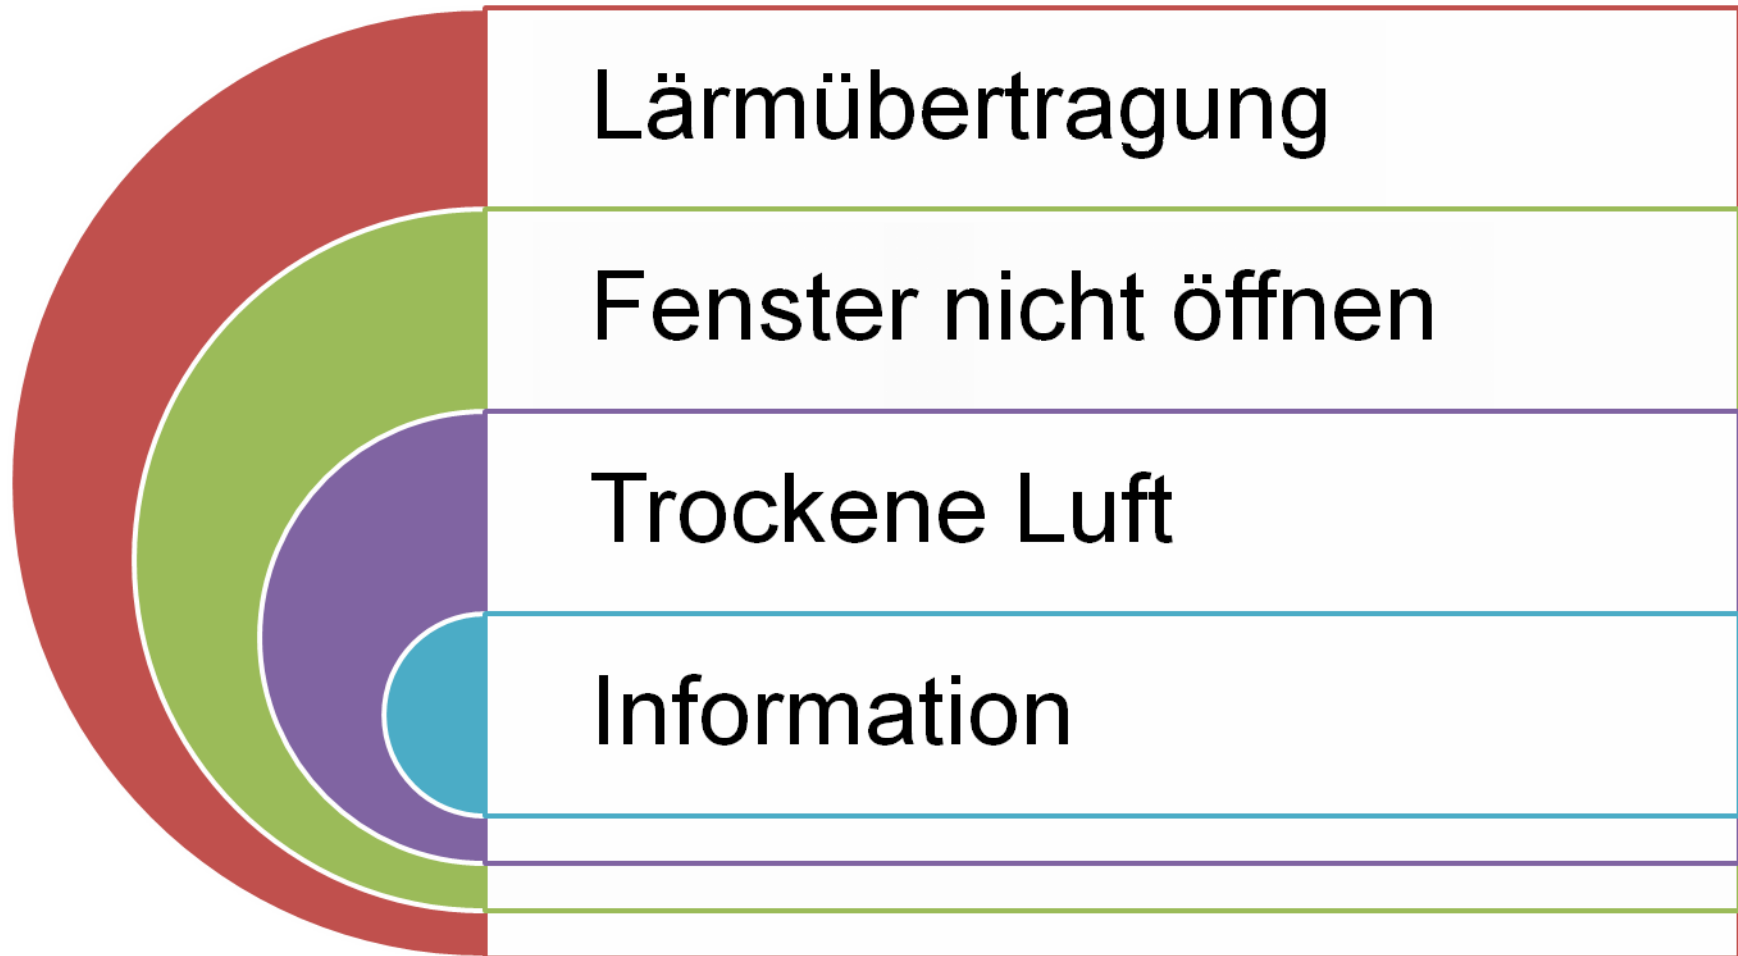 Lärmübertragung
Fenster nicht öffnen
Trockene Luft
Information